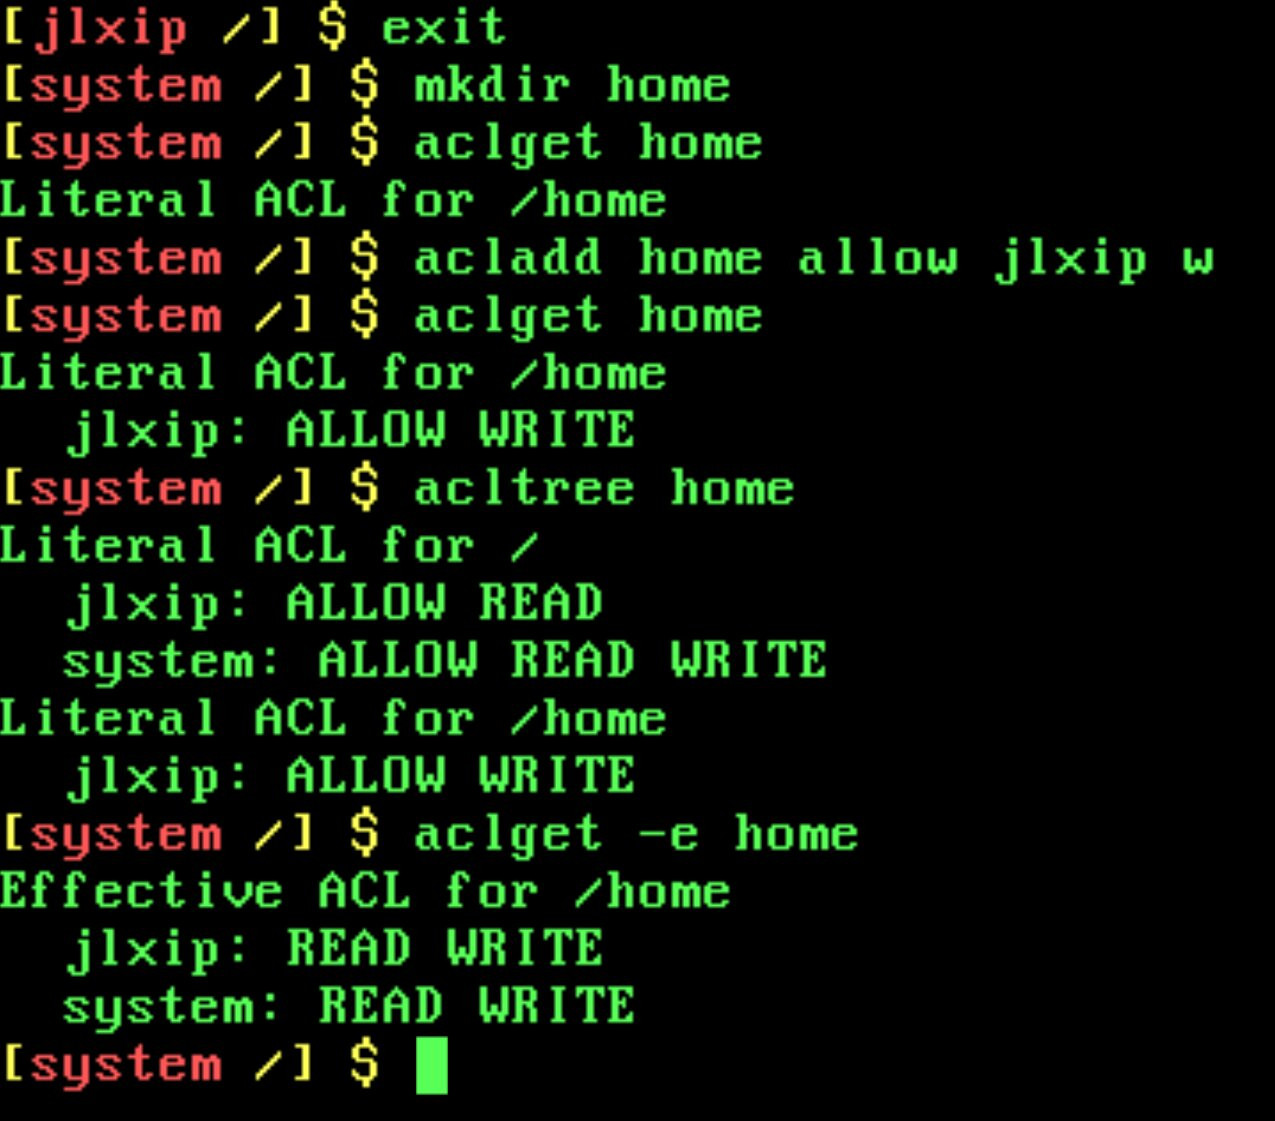 [jlxip /] $ exit
[system /] $ mkdir home
[system /] $ aclget home
Literal ACL for /home
[system /] $ acladd home allow jlxip w
[system /] $ aclget home
Literal ACL for /home
  jlxip: ALLOW WRITE
[system /] $ acltree home
Literal ACL for /
  jlxip: ALLOW READ
  system: ALLOW READ WRITE
Literal ACL for /home
  jlxip: ALLOW WRITE
[system /] $ aclget -e home
Effective ACL for /home
  jlxip: READ WRITE
  system: READ WRITE
[system /] $